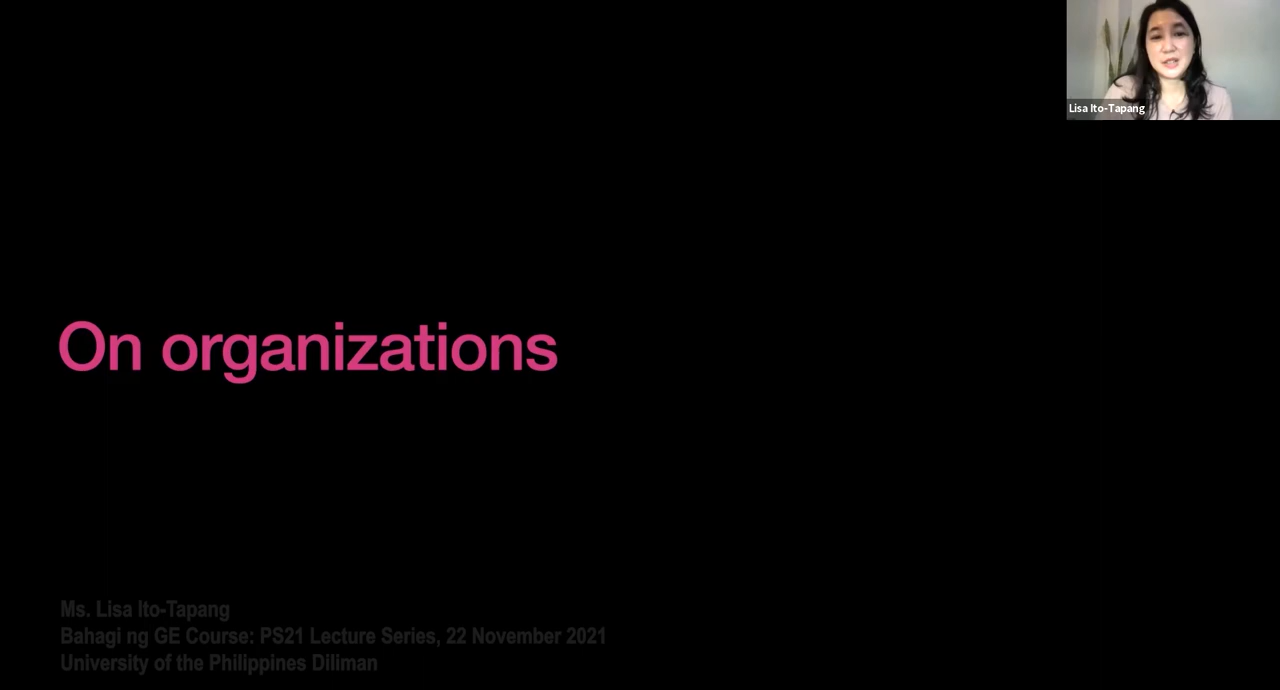 Lisa Ito-Tapang
On organizations
Ms. Lisa Ito-Tapang
Bahagi ng GE Course: PS21 Lecture Series, 22 November 2021
University of the Philippines Diliman